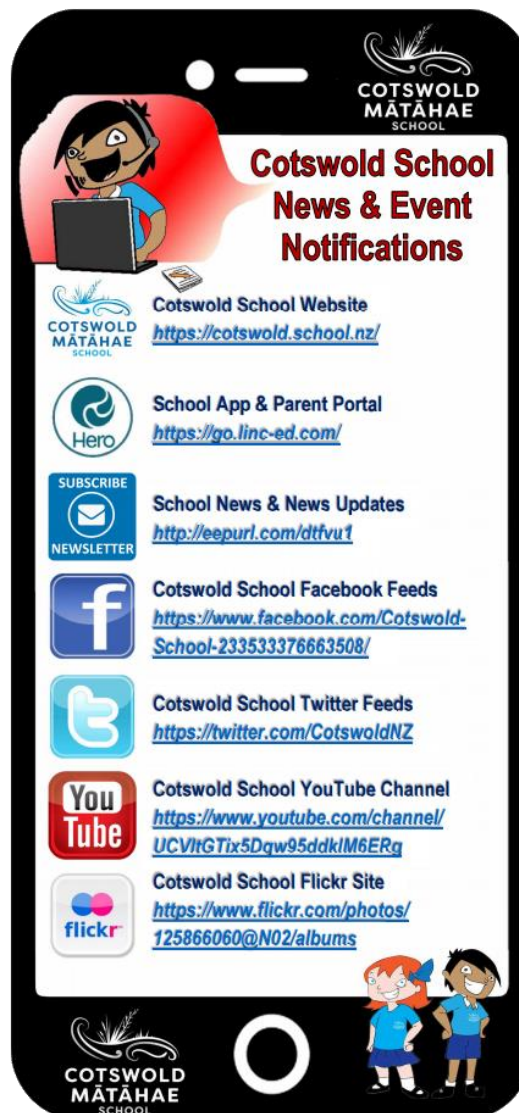 COTSWOLD
MĀTĀHAE
SCHOOL
Cotswold School
News & Event
Notifications
COTSWOLD
MĀTĀHAE
SCHOOL
Cotswold School Website
https://cotswold.school.nz/
Hero
School App & Parent Portal
https://go.linc-ed.com/
SUBSCRIBE
NEWSLETTER
School News & News Updates
http://eepurl.com/dtfvu1
f
Cotswold School Facebook Feeds
https://www.facebook.com/Cotswold-
School-233533376663508/
t
Cotswold School Twitter Feeds
https://twitter.com/CotswoldNZ
You
Tube
Cotswold School YouTube Channel
https://www.youtube.com/channel/
UCVItGTix5Dqw95ddklM6ERg
flickr
Cotswold School Flickr Site
https://www.flickr.com/photos/
125866060@N02/albums
COTSWOLD
MĀTĀHAE
SCHOOL